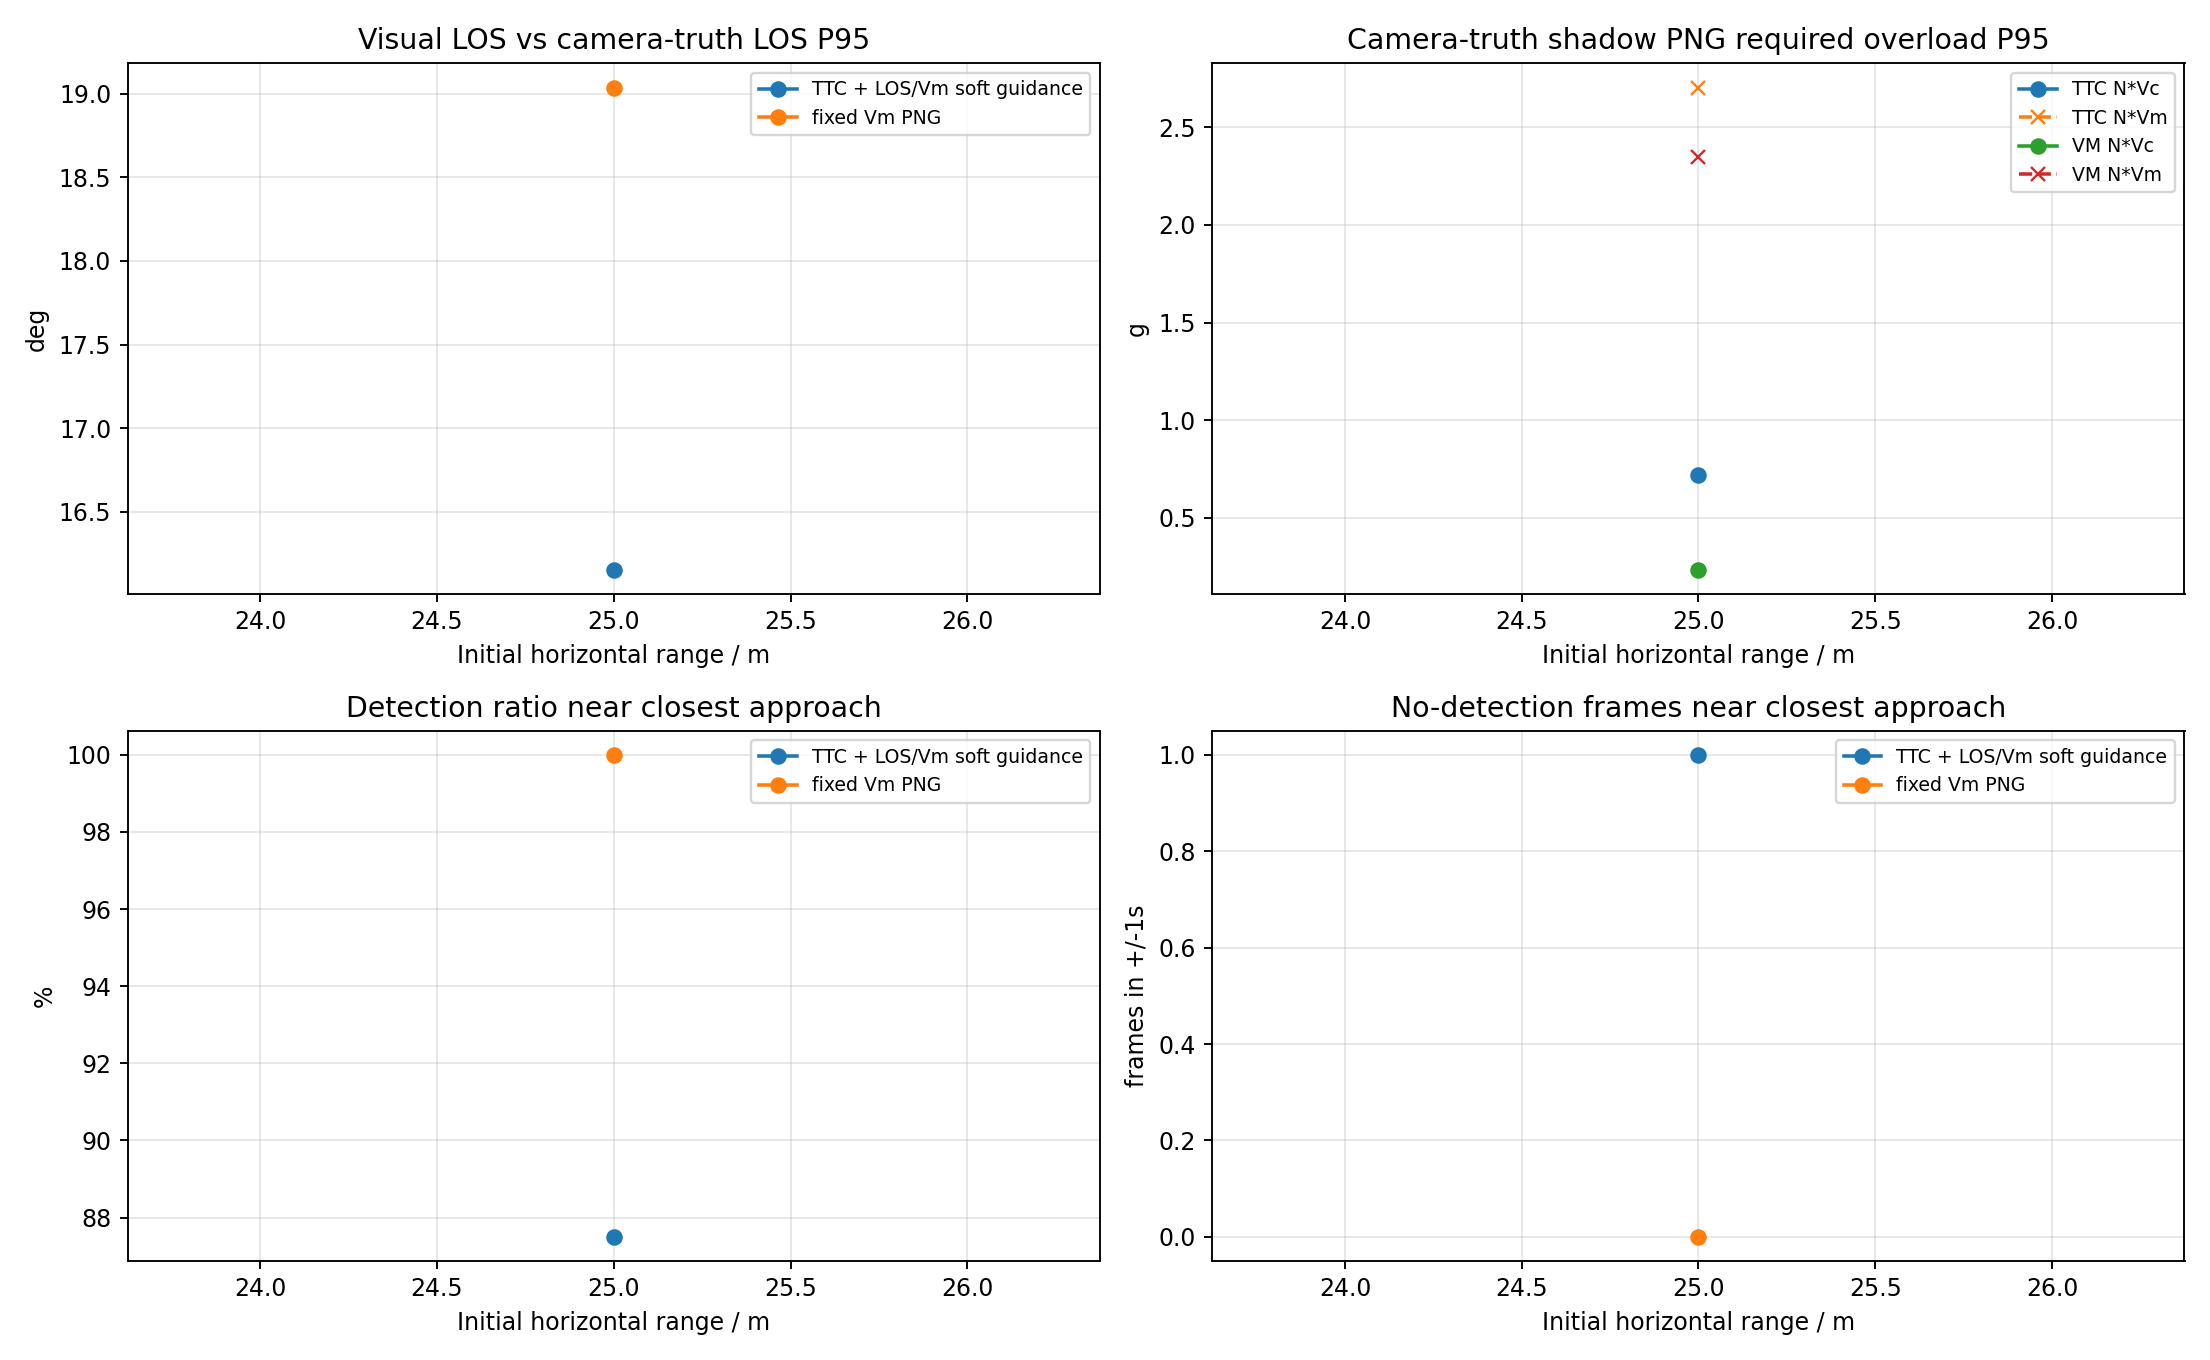 Visual LOS vs camera-truth LOS P95
TTC + LOS/Vm soft guidance
fixed Vm PNG
19.0
18.5
18.0
17.5
17.0
16.5
deg
24.0 24.5 25.0 25.5 26.0
Initial horizontal range / m
Camera-truth shadow PNG required overload P95
TTC N*Vc
TTC N*Vm
VM N*Vc
VM N*Vm
2.5
2.0
1.5
1.0
0.5
g
24.0 24.5 25.0 25.5 26.0
Initial horizontal range / m
Detection ratio near closest approach
TTC + LOS/Vm soft guidance
fixed Vm PNG
100
98
96
94
92
90
88
%
24.0 24.5 25.0 25.5 26.0
Initial horizontal range / m
No-detection frames near closest approach
TTC + LOS/Vm soft guidance
fixed Vm PNG
1.0
0.8
0.6
0.4
0.2
0.0
frames in +/-1s
24.0 24.5 25.0 25.5 26.0
Initial horizontal range / m